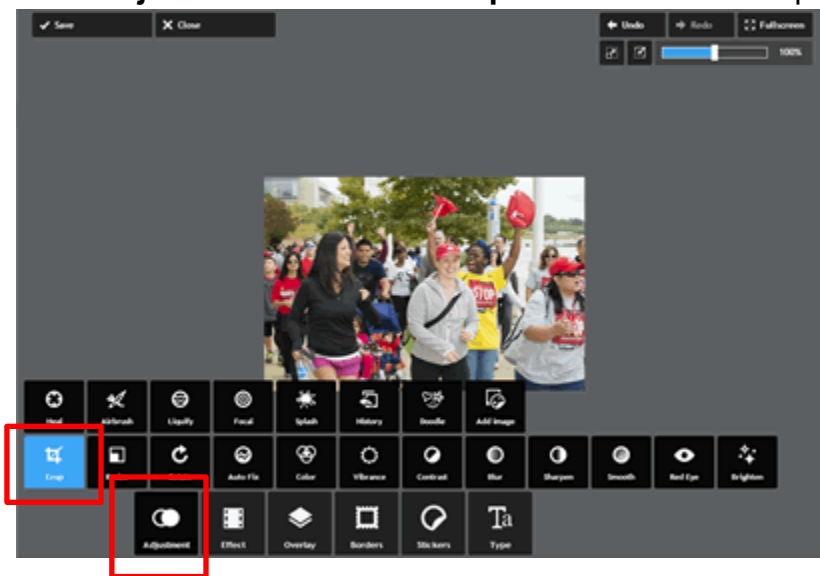 Save Close Undo Redo Fullscreen
100%
STOP
Heal Airbrush Liquify Focal Splash History Doodle Add image
Crop Auto Fix Color Vibrance Contrast Blur Sharpen Smooth Red Eye Brighten
Adjustment Effect Overlay Borders Stickers Type